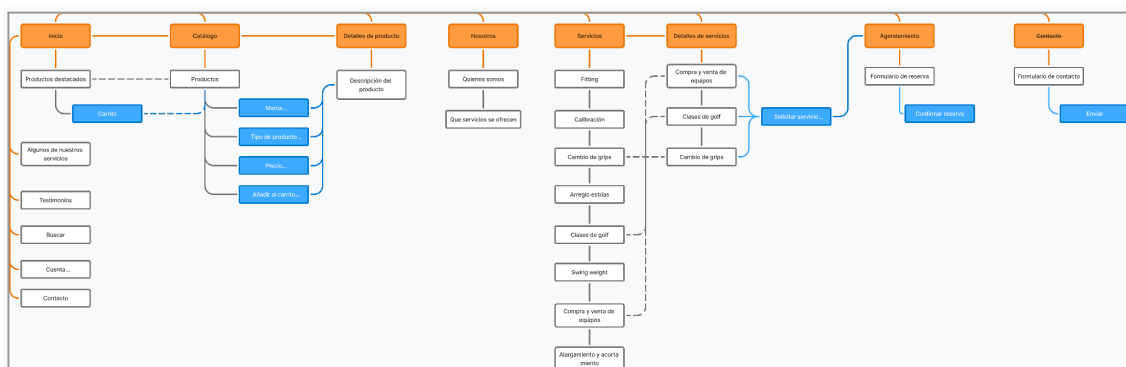 Inicio
Catálogo
Detalles de producto
Nosotros
Servicios
Detalles de servicios
Agendamiento
Contacto
Productos destacados
Productos
Descripción del
producto
Quienes somos
Fitting
Compra y venta de
equipos
Formulario de reserva
Formulario de contacto
Carrito
Marca...
Que servicios se ofrecen
Calibración
Clases de golf
Solicitar servicio...
Confirmar reserva
Enviar
Tipo de producto...
Algunos de nuestros
servicios
Precio...
Cambio de grips
Cambio de grips
Añadir al carrito...
Testimonios
Arreglo estrias
Buscar
Clases de golf
Cuenta...
Swing weight
Contacto
Compra y venta de
equipos
Alargamiento y acorta
miento